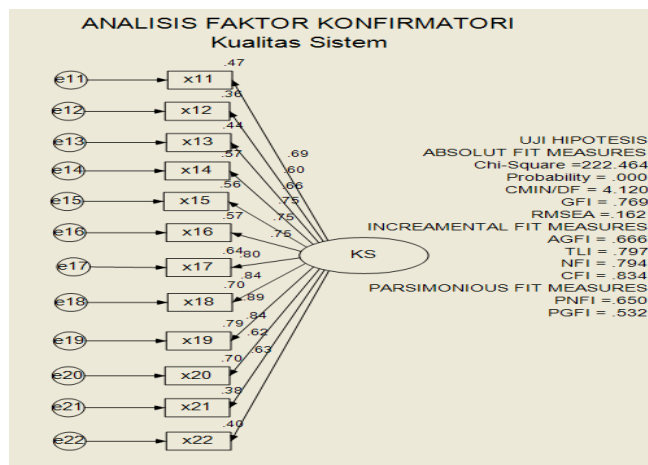 ANALISIS FAKTOR KONFIRMATORI
Kualitas Sistem
.47
e11 x11
.36
e12 x12
.44
e13 x13
.57
e14 x14
.56
e15 x15
.57
e16 x16
.64
e17 x17
.70
e18 x18
.79
e19 x19
.70
e20 x20
.38
e21 x21
.40
e22 x22
.69
.60
.66
.75
.75
.75
.80
.84
.89
.84
.62
.63
KS
UJI HIPOTESIS
ABSOLUT FIT MEASURES
Chi-Square =222.464
Probability = .000
CMIN/DF = 4.120
GFI = .769
RMSEA =.162
INCREAMENTAL FIT MEASURES
AGFI = .666
TLI = .797
NFI = .794
CFI = .834
PARSIMONIOUS FIT MEASURES
PNFI =.650
PGFI = .532